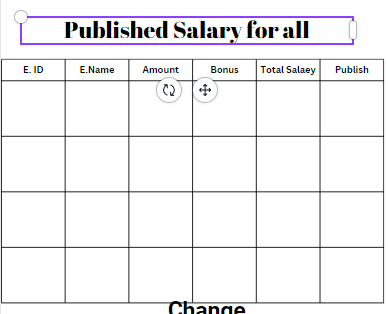 Published Salary for all
E. ID E.Name Amount Bonus Total Salaey Publish
Change